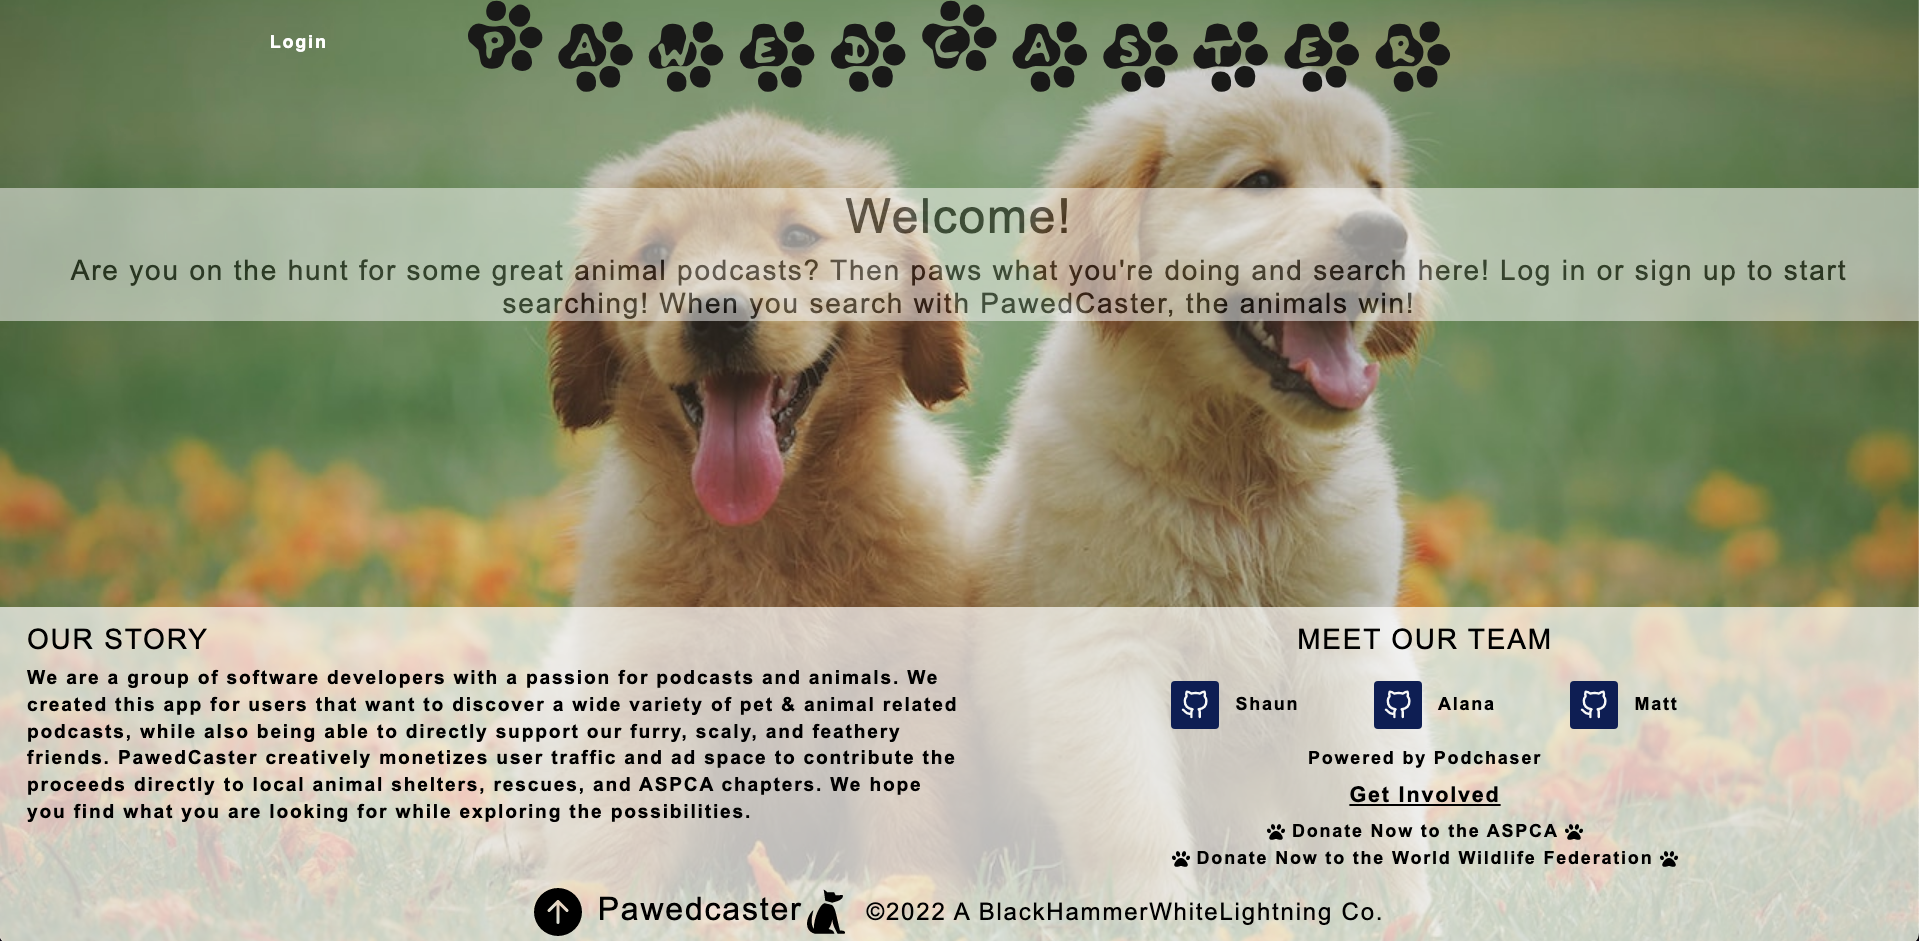 Login
PAWEDCASTER
Welcome!
Are you on the hunt for some great animal podcasts? Then paws what you're doing and search here! Log in or sign up to start
searching! When you search with PawedCaster, the animals win!
OUR STORY
We are a group of software developers with a passion for podcasts and animals. We
created this app for users that want to discover a wide variety of pet & animal related
podcasts, while also being able to directly support our furry, scaly, and feathery
friends. PawedCaster creatively monetizes user traffic and ad space to contribute the
proceeds directly to local animal shelters, rescues, and ASPCA chapters. We hope
you find what you are looking for while exploring the possibilities.
MEET OUR TEAM
Shaun Alana Matt
Powered by Podchaser
Get Involved
Donate Now to the ASPCA
Donate Now to the World Wildlife Federation
Pawedcaster ©2022 A BlackHammerWhiteLightning Co.